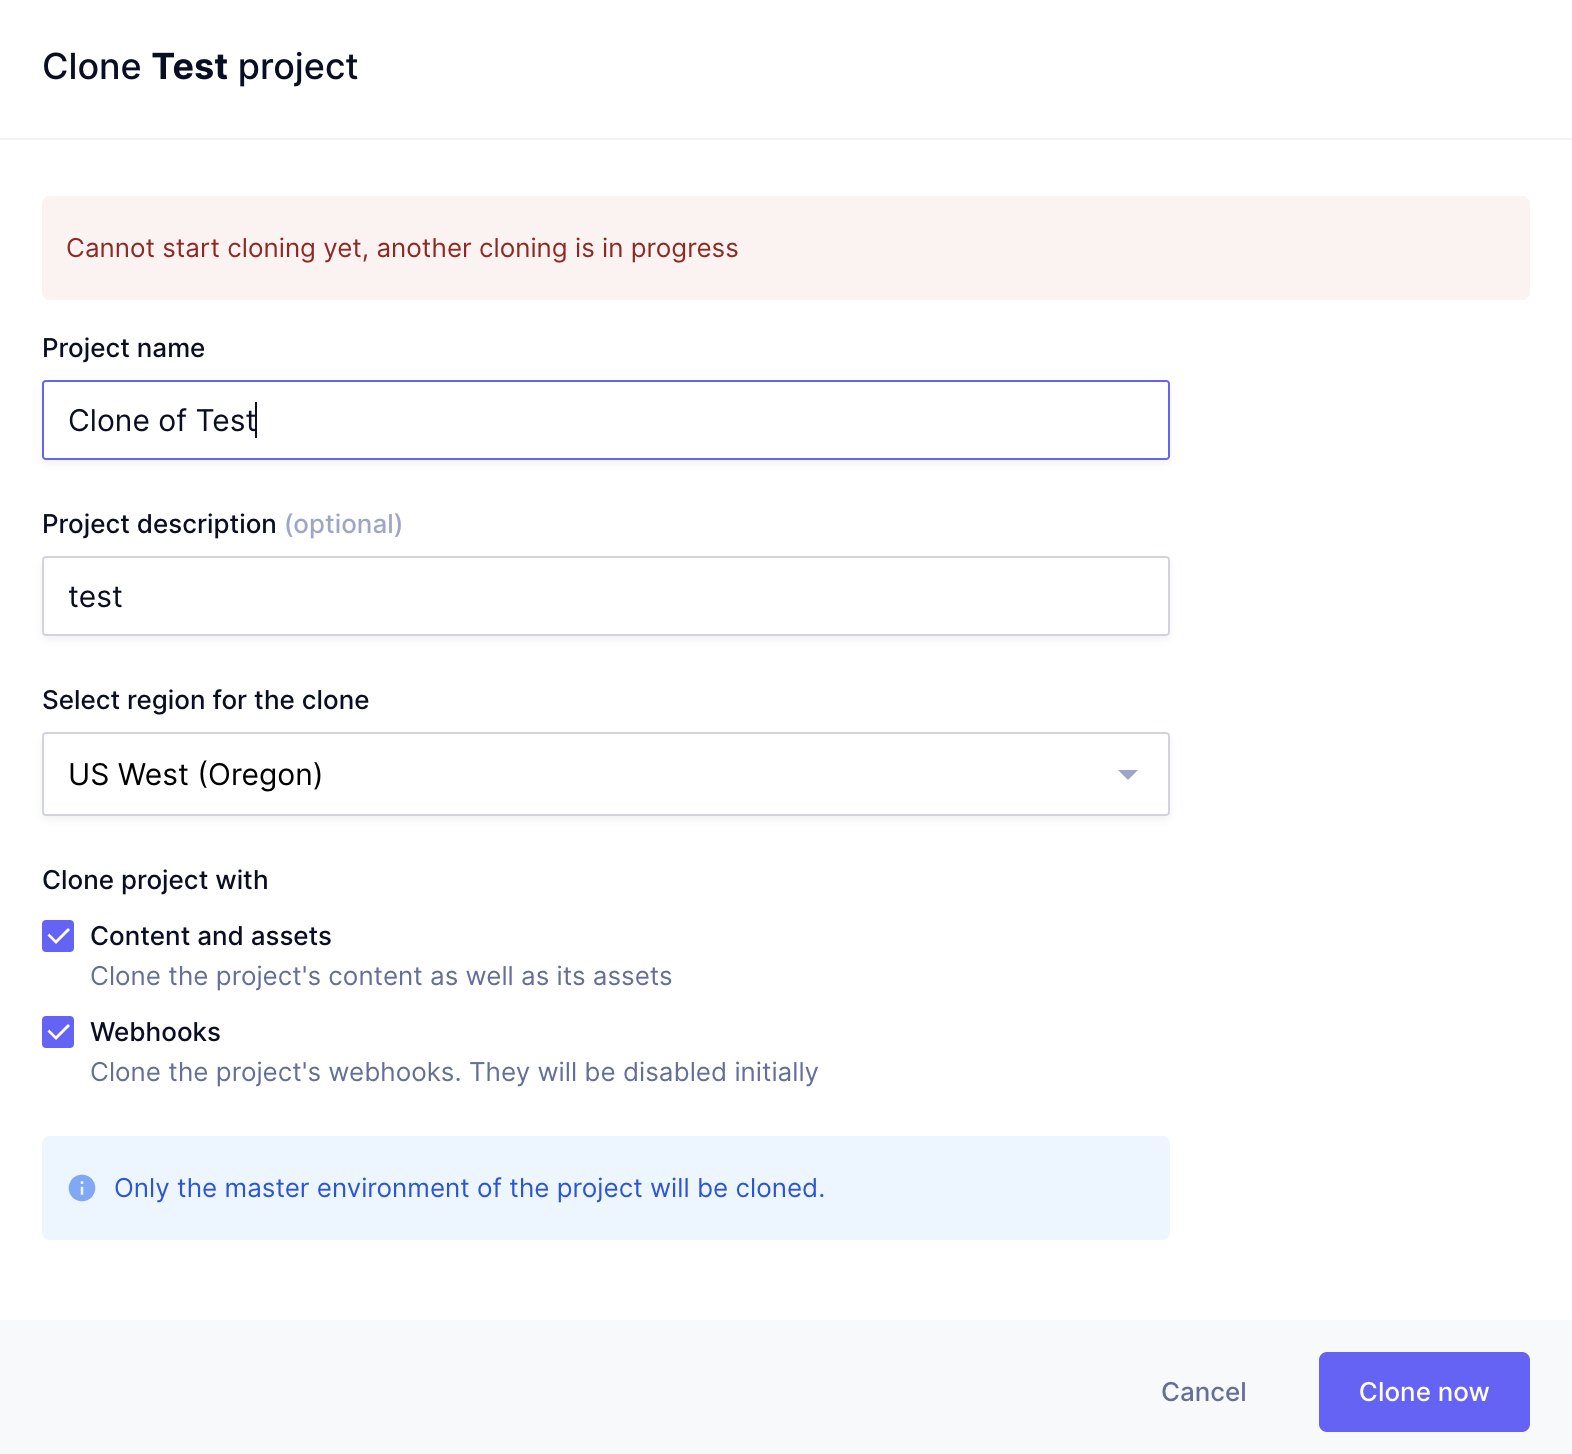 Clone Test project
Cannot start cloning yet, another cloning is in progress
Project name
Clone of Test
Project description (optional)
test
Select region for the clone
US West (Oregon)
Clone project with
Content and assets
Clone the project's content as well as its assets
Webhooks
Clone the project's webhooks. They will be disabled initially
Only the master environment of the project will be cloned.
Cancel
Clone now